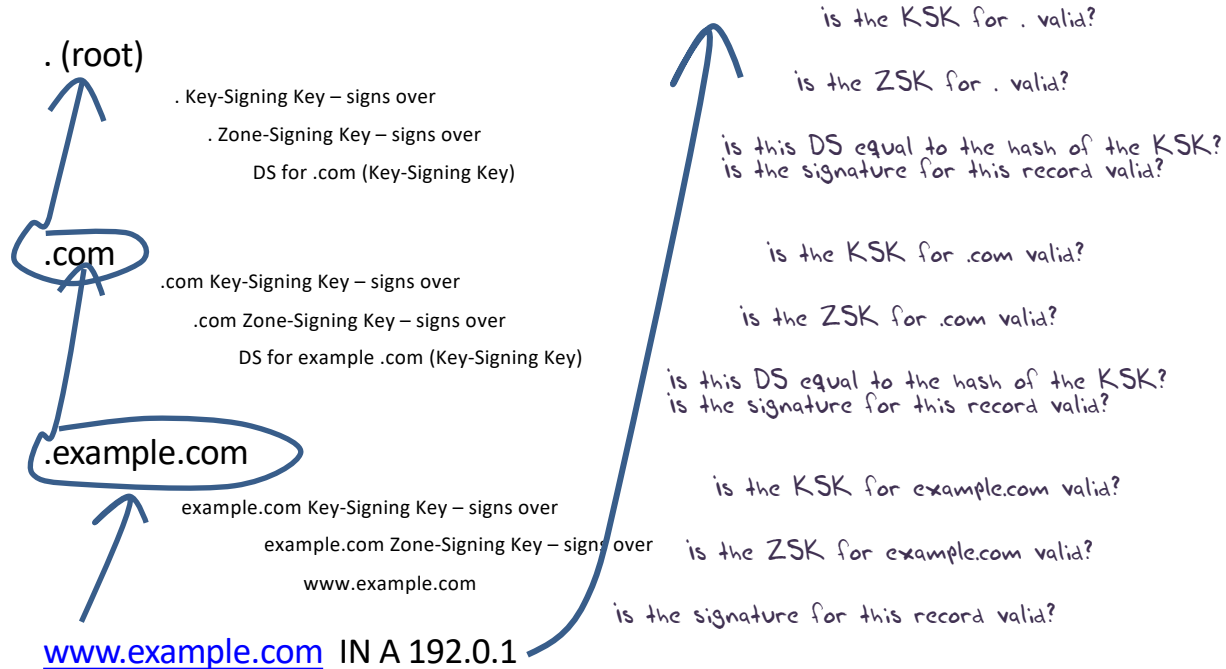 . (root)
. Key-Signing Key – signs over
. Zone-Signing Key – signs over
DS for .com (Key-Signing Key)
.com
.com Key-Signing Key – signs over
.com Zone-Signing Key – signs over
DS for example .com (Key-Signing Key)
.example.com
example.com Key-Signing Key – signs over
example.com Zone-Signing Key – signs over
www.example.com
www.example.com IN A 192.0.1
is the KSK for . valid?
is the ZSK for . valid?
is this DS equal to the hash of the KSK?
is the signature for this record valid?
is the KSK for .com valid?
is the ZSK for .com valid?
is this DS equal to the hash of the KSK?
is the signature for this record valid?
is the KSK for example.com valid?
is the ZSK for example.com valid?
is the signature for this record valid?